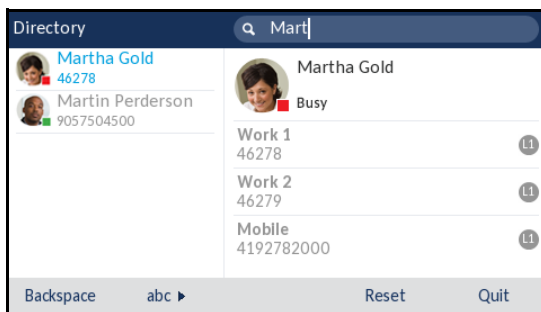 Directory
Mart
Martha Gold
46278
Martin Perderson
9057504500
Martha Gold
Busy
Work 1
46278
L1
Work 2
46279
L1
Mobile
4192782000
L1
Backspace abc Reset Quit